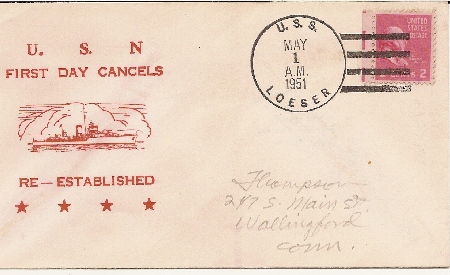 U. S. N
FIRST DAY CANCELS
RE-ESTABLISHED
U.S.S.
MAY
1
A.M.
1951
LOESER
UNITED STATES
POSTAGE
2
Thompson
247 S. Main St.
Wallingford
Conn.